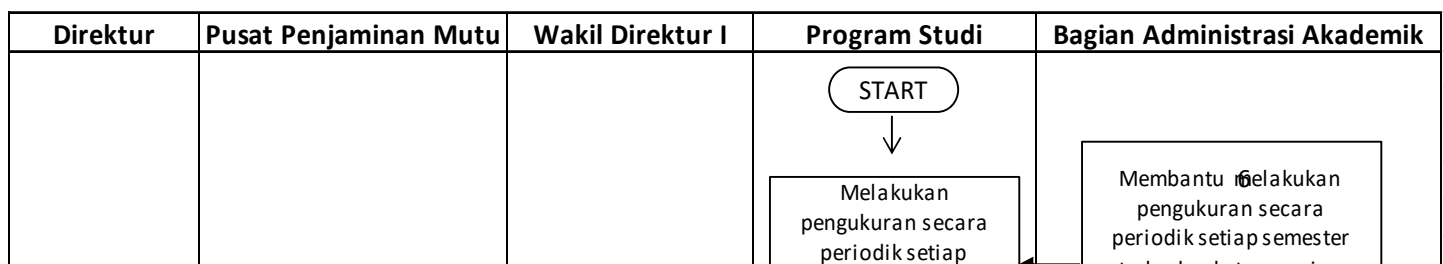 Direktur Pusat Penjaminan Mutu Wakil Direktur I Program Studi Bagian Administrasi Akademik
START
Melakukan
pengukuran secara
periodik setiap
Membantu melakukan
6
pengukuran secara
periodik setiap semester